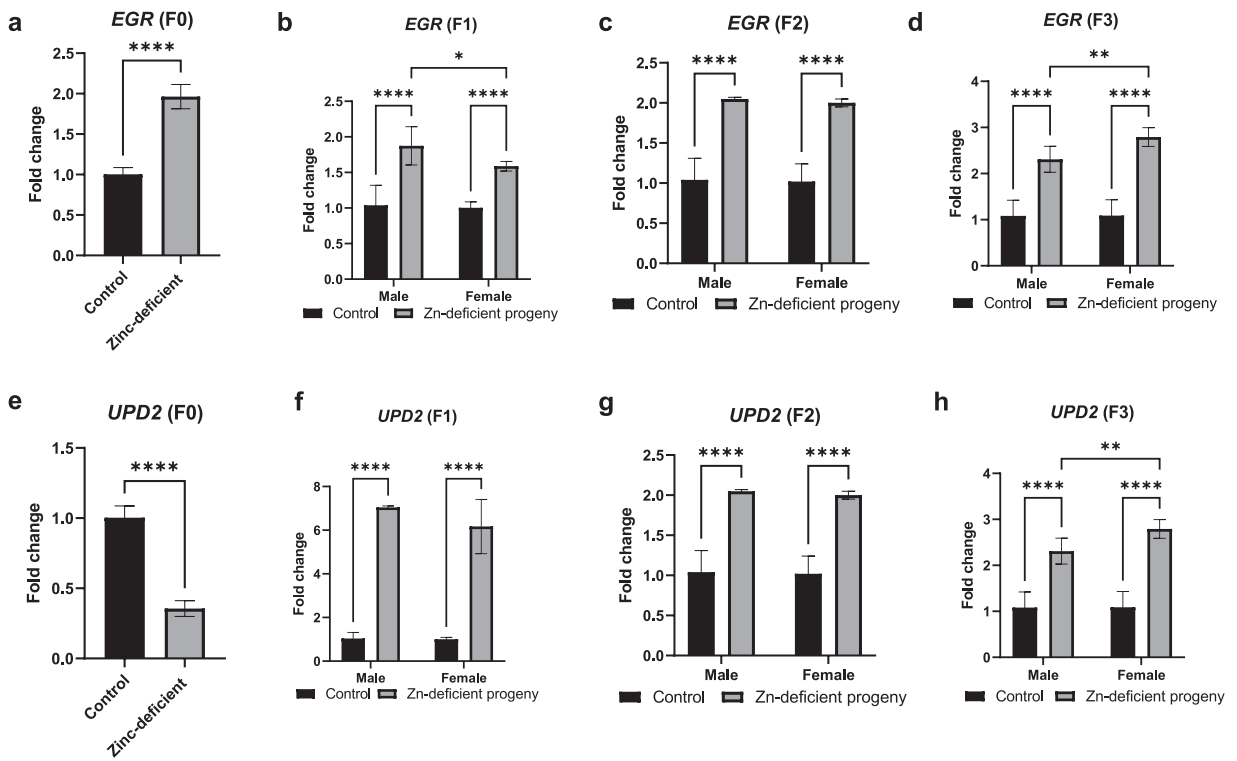 a
EGR (F0)
****
Fold change
2.5
2.0
1.5
1.0
0.5
0.0
Control
Zinc-deficient
b
EGR (F1)
*
**** ****
Fold change
2.5
2.0
1.5
1.0
0.5
0.0
Male Female
Control Zn-deficient progeny
c
EGR (F2)
**** ****
Fold change
2.5
2.0
1.5
1.0
0.5
0.0
Male Female
Control Zn-deficient progeny
d
EGR (F3)
**
**** ****
Fold change
4
3
2
1
0
Male Female
Control Zn-deficient progeny
e
UPD2 (F0)
****
Fold change
1.5
1.0
0.5
0.0
Control
Zinc-deficient
f
UPD2 (F1)
**** ****
Fold change
8
6
4
2
0
Male Female
Control Zn-deficient progeny
g
UPD2 (F2)
**** ****
Fold change
2.5
2.0
1.5
1.0
0.5
0.0
Male Female
Control Zn-deficient progeny
h
UPD2 (F3)
**
**** ****
Fold change
4
3
2
1
0
Male Female
Control Zn-deficient progeny